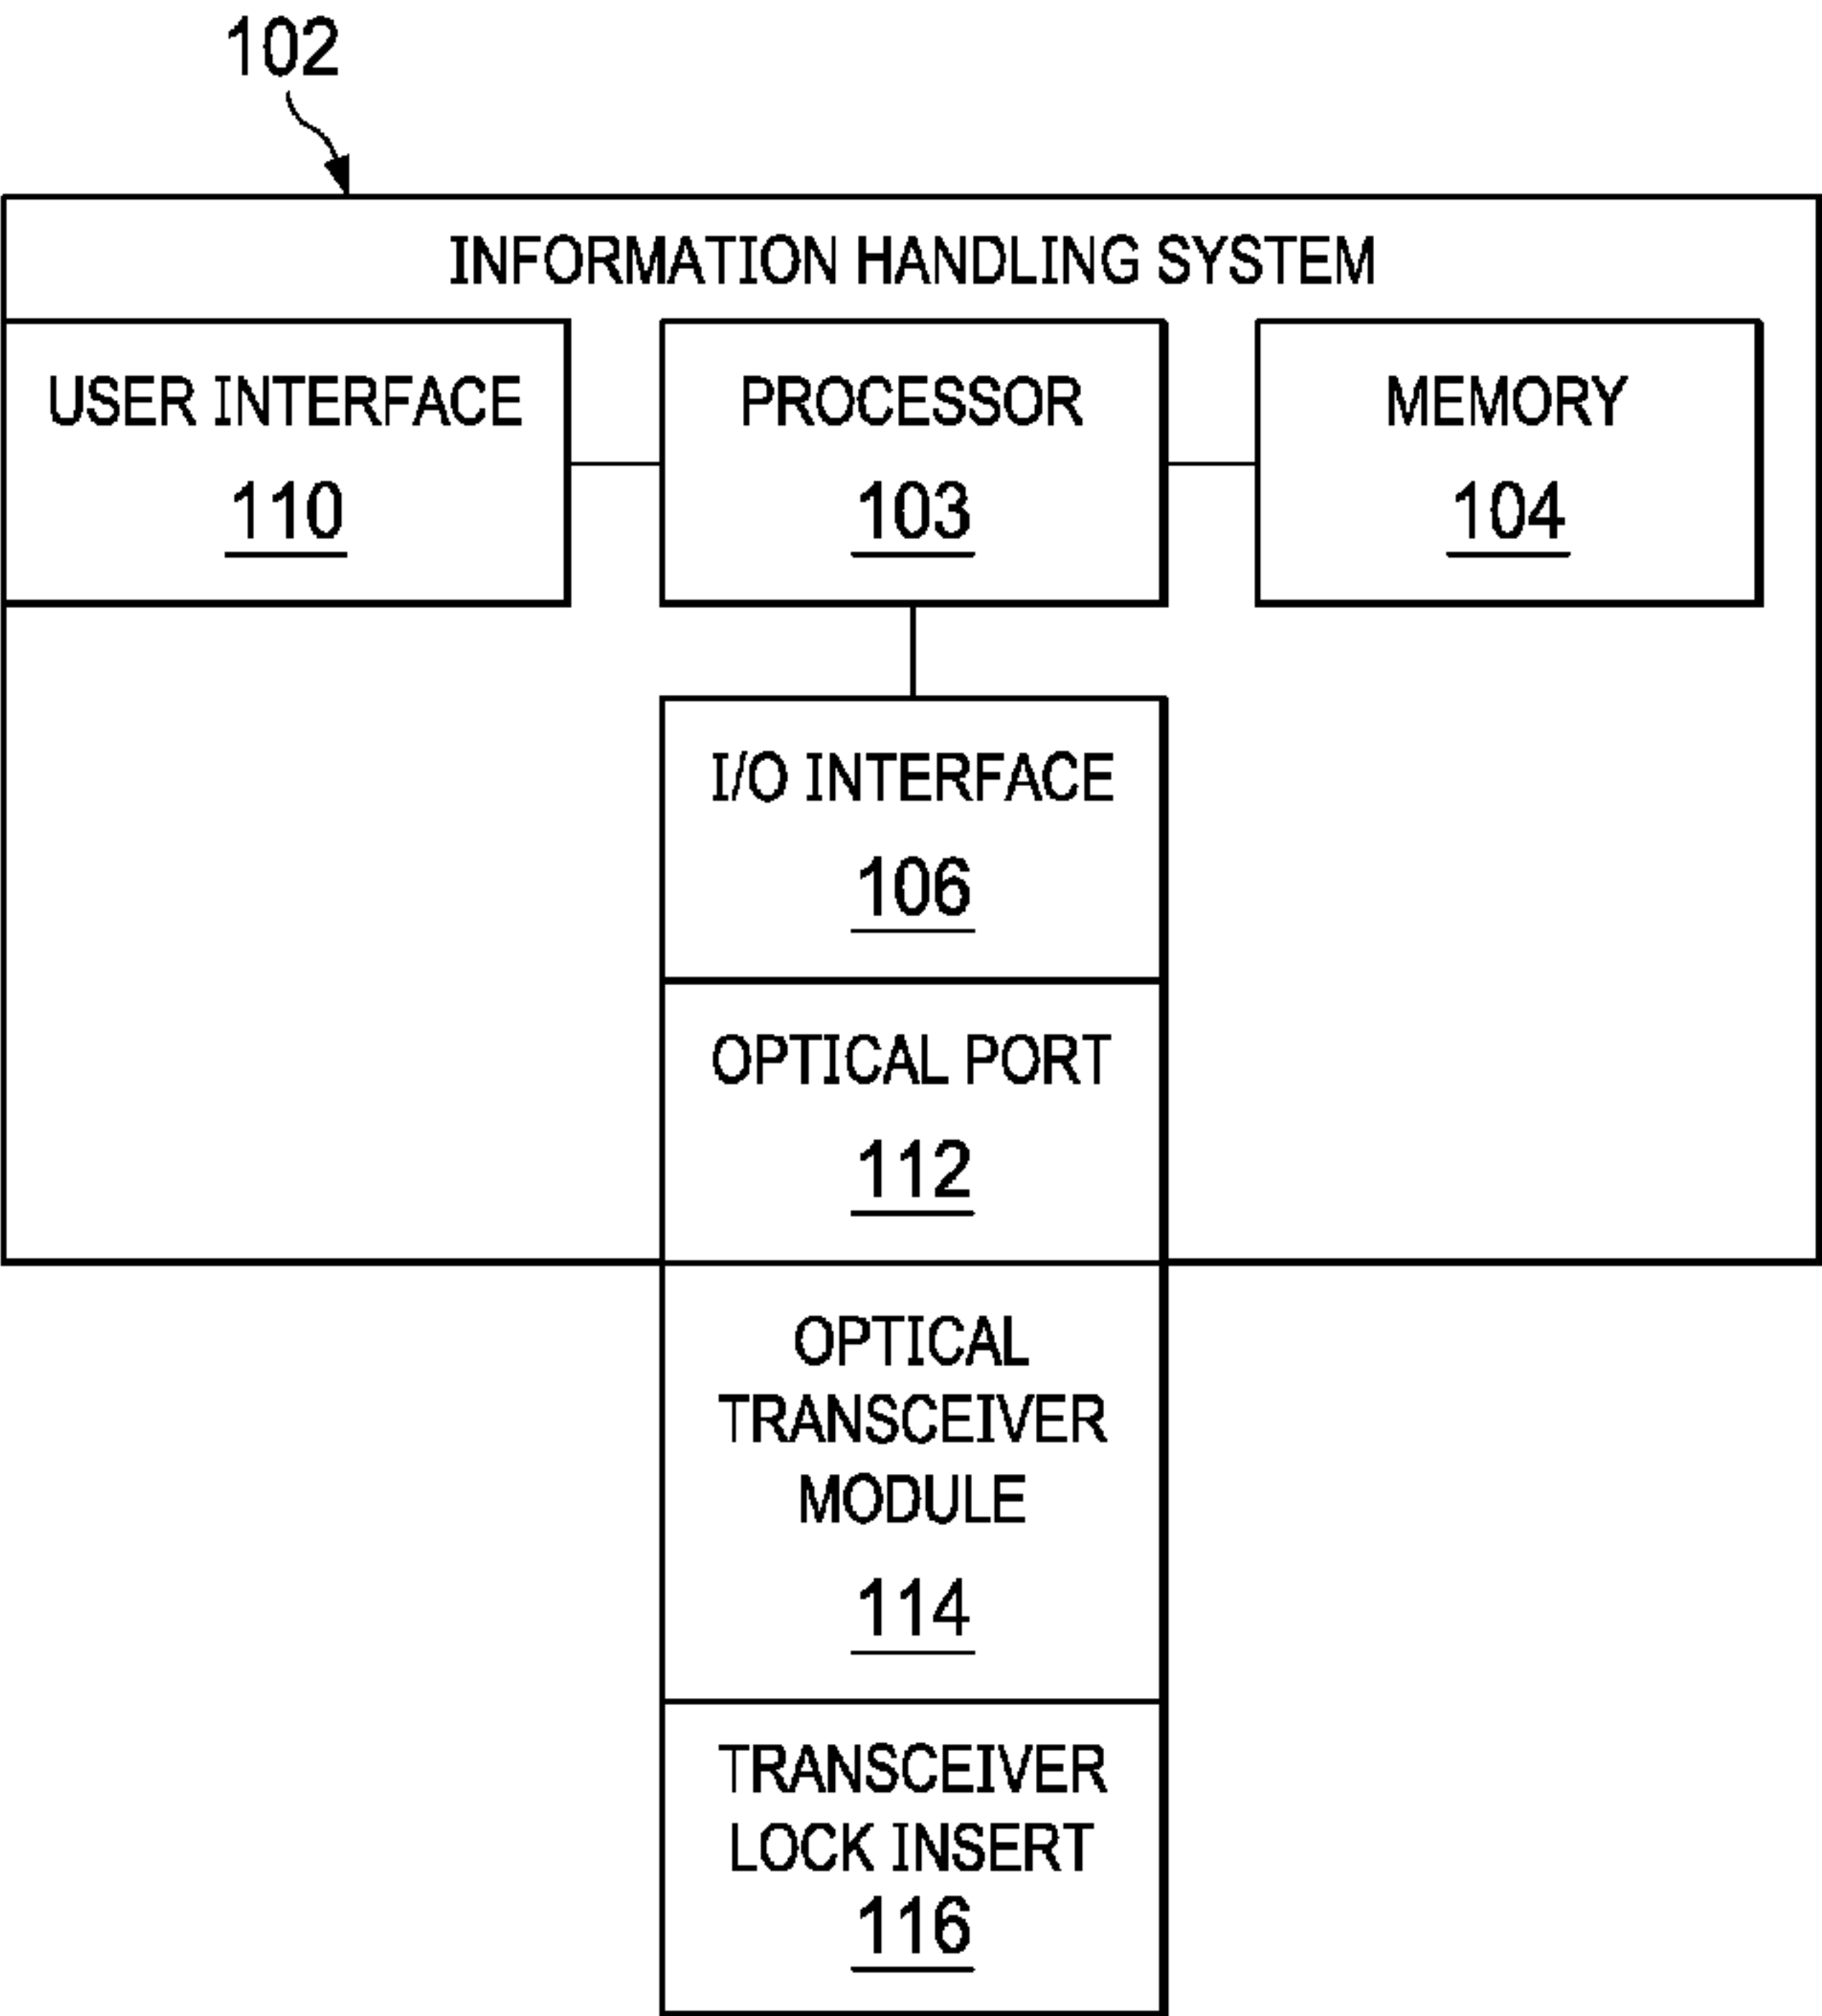 102
INFORMATION HANDLING SYSTEM
USER INTERFACE
110
PROCESSOR
103
MEMORY
104
I/O INTERFACE
106
OPTICAL PORT
112
OPTICAL
TRANSCEIVER
MODULE
114
TRANSCEIVER
LOCK INSERT
116